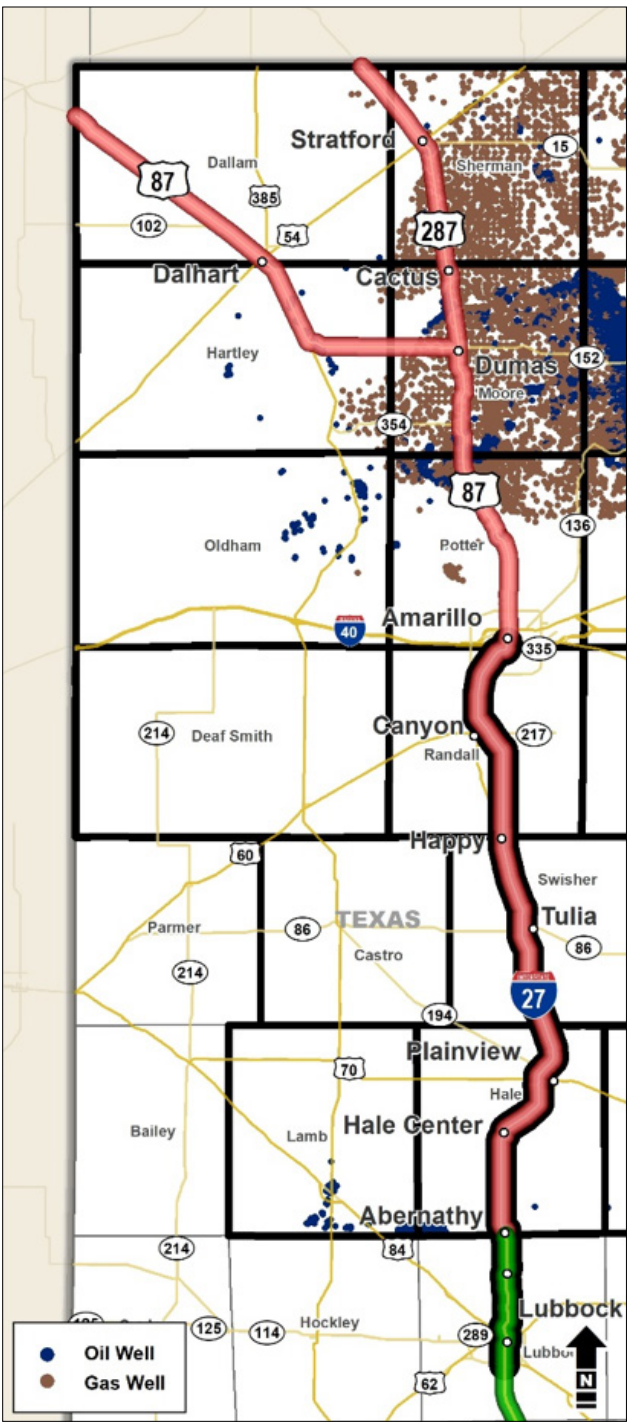 Stratford
Dallam
Sherman
15
87
385
287
102
54
Dalhart
Cactus
Hartley
Dumas
152
Moore
354
87
136
Oldham
Potter
Amarillo
40
335
214
Deaf Smith
Canyon
217
Randall
Happy
60
Swisher
Parmer
86
TEXAS
Tulia
86
Castro
214
27
194
Plainview
70
Hale
Bailey
Lamb
Hale Center
Abernathy
214
84
Lubbock
125
114
Hockley
289
62
N
Oil Well
Gas Well